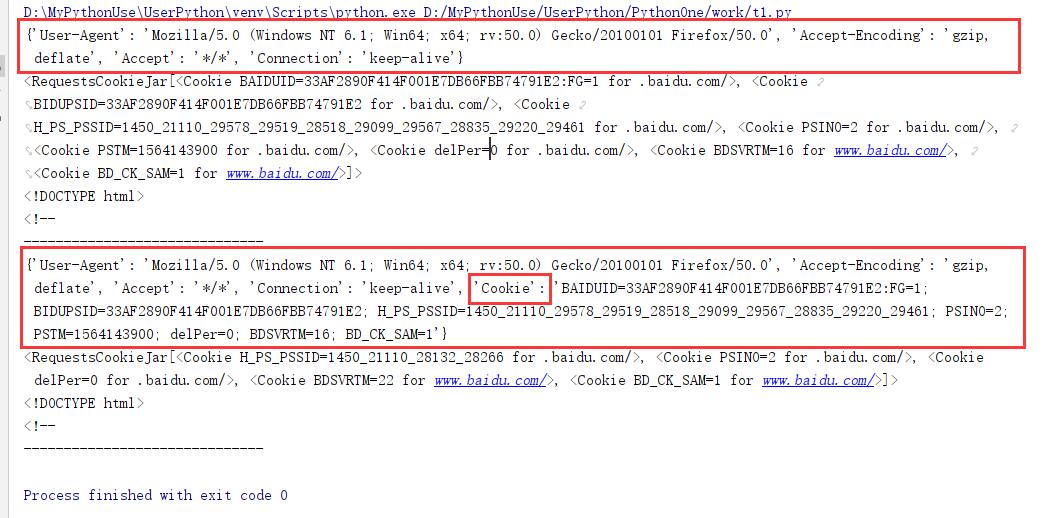 D:\MyPythonUse\UserPython\venv\Scripts\python.exe D:/MyPythonUse/UserPython/PythonOne/work/t1.py
{'User-Agent': 'Mozilla/5.0 (Windows NT 6.1; Win64; x64; rv:50.0) Gecko/20100101 Firefox/50.0', 'Accept-Encoding': 'gzip,
deflate', 'Accept': '*/*', 'Connection': 'keep-alive'}
<RequestsCookieJar[<Cookie BAIDUID=33AF2890F414F001E7DB66FBB74791E2:FG=1 for .baidu.com/>, <Cookie
BIDUPSID=33AF2890F414F001E7DB66FBB74791E2 for .baidu.com/>, <Cookie
H_PS_PSSID=1450_21110_29578_29519_28518_29099_29567_28835_29220_29461 for .baidu.com/>, <Cookie PSINO=2 for .baidu.com/>,
<Cookie PSTM=1564143900 for .baidu.com/>, <Cookie delPer=0 for .baidu.com/>, <Cookie BDSVRTM=16 for www.baidu.com/>,
<Cookie BD_CK_SAM=1 for www.baidu.com/>]>
<!DOCTYPE html>
<!--
------------------------------
{'User-Agent': 'Mozilla/5.0 (Windows NT 6.1; Win64; x64; rv:50.0) Gecko/20100101 Firefox/50.0', 'Accept-Encoding': 'gzip,
deflate', 'Accept': '*/*', 'Connection': 'keep-alive', 'Cookie': 'BAIDUID=33AF2890F414F001E7DB66FBB74791E2:FG=1;
BIDUPSID=33AF2890F414F001E7DB66FBB74791E2; H_PS_PSSID=1450_21110_29578_29519_28518_29099_29567_28835_29220_29461; PSINO=2;
PSTM=1564143900; delPer=0; BDSVRTM=16; BD_CK_SAM=1'}
<RequestsCookieJar[<Cookie H_PS_PSSID=1450_21110_28132_28266 for .baidu.com/>, <Cookie PSINO=2 for .baidu.com/>, <Cookie
delPer=0 for .baidu.com/>, <Cookie BDSVRTM=22 for www.baidu.com/>, <Cookie BD_CK_SAM=1 for www.baidu.com/>]>
<!DOCTYPE html>
<!--
------------------------------
Process finished with exit code 0